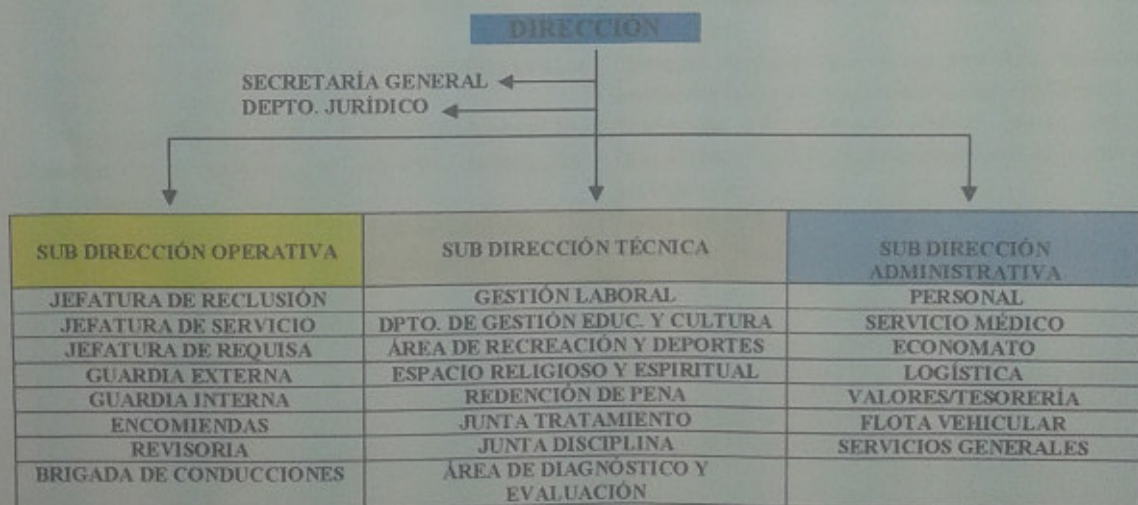 DIRECCIÓN
SECRETARÍA GENERAL
DEPTO. JURÍDICO
SUB DIRECCIÓN OPERATIVA
JEFATURA DE RECLUSIÓN
JEFATURA DE SERVICIO
JEFATURA DE REQUISA
GUARDIA EXTERNA
GUARDIA INTERNA
ENCOMIENDAS
REVISORIA
BRIGADA DE CONDUCCIONES
SUB DIRECCIÓN TÉCNICA
GESTIÓN LABORAL
DPTO. DE GESTIÓN EDUC. Y CULTURA
ÁREA DE RECREACIÓN Y DEPORTES
ESPACIO RELIGIOSO Y ESPIRITUAL
REDENCIÓN DE PENA
JUNTA TRATAMIENTO
JUNTA DISCIPLINA
ÁREA DE DIAGNÓSTICO Y
EVALUACIÓN
SUB DIRECCIÓN
ADMINISTRATIVA
PERSONAL
SERVICIO MÉDICO
ECONOMATO
LOGÍSTICA
VALORES/TESORERÍA
FLOTA VEHICULAR
SERVICIOS GENERALES